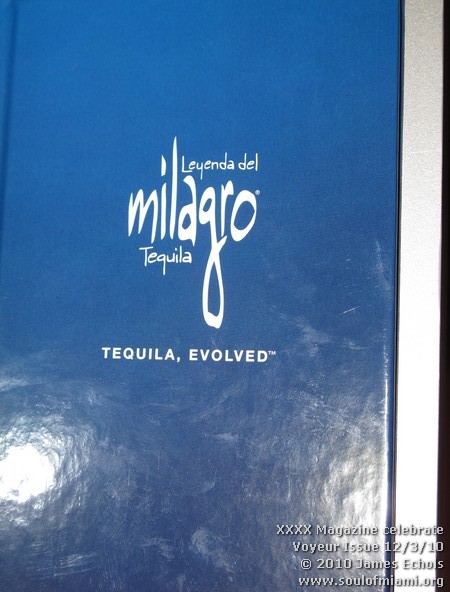 Leyenda del
milagro®
Tequila
TEQUILA, EVOLVED™
XXXX Magazine celebrate
Voyeur Issue 12/3/10
© 2010 James Echols
www.soulofmiami.org